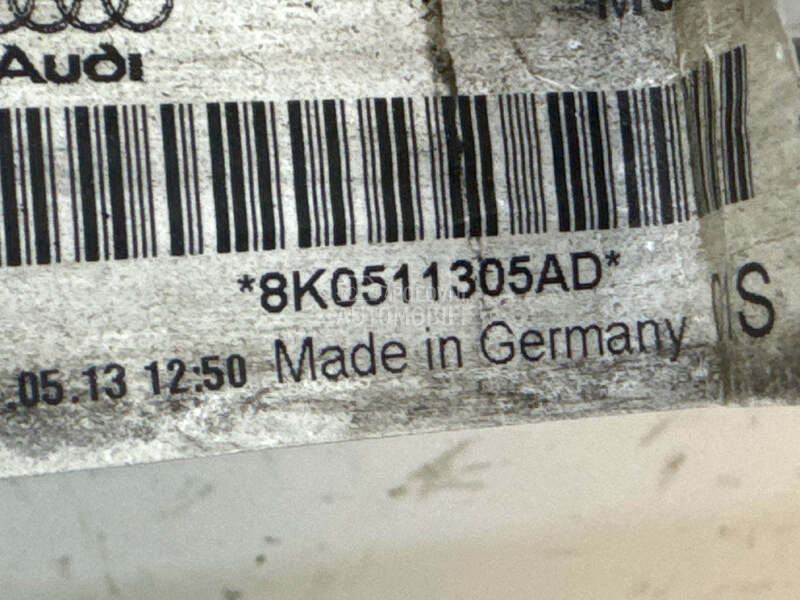 Audi
*8K0511305AD*
.05.13 12:50 Made in Germany
S